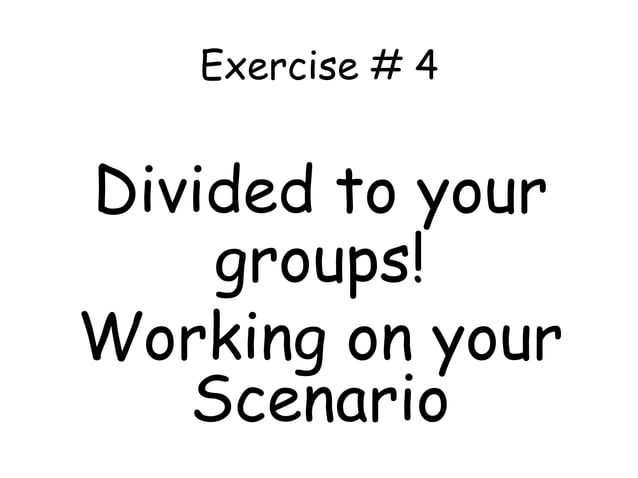 Exercise # 4
Divided to your
groups!
Working on your
Scenario